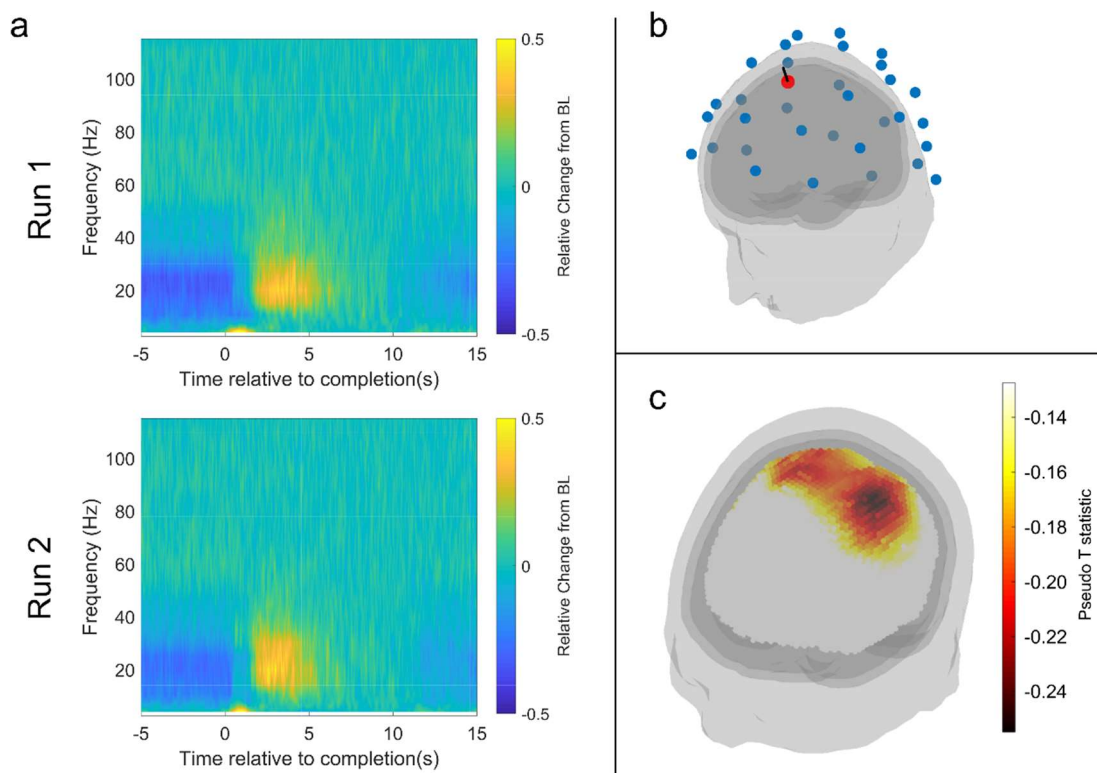 a
Run 1
Frequency (Hz)
100
80
60
40
20
-5
0
5
10
15
Time relative to completion(s)
0.5
0
-0.5
Relative Change from BL
Run 2
Frequency (Hz)
100
80
60
40
20
-5
0
5
10
15
Time relative to completion(s)
0.5
0
-0.5
Relative Change from BL
b
c
-0.14
-0.16
-0.18
-0.20
-0.22
-0.24
Pseudo T statistic